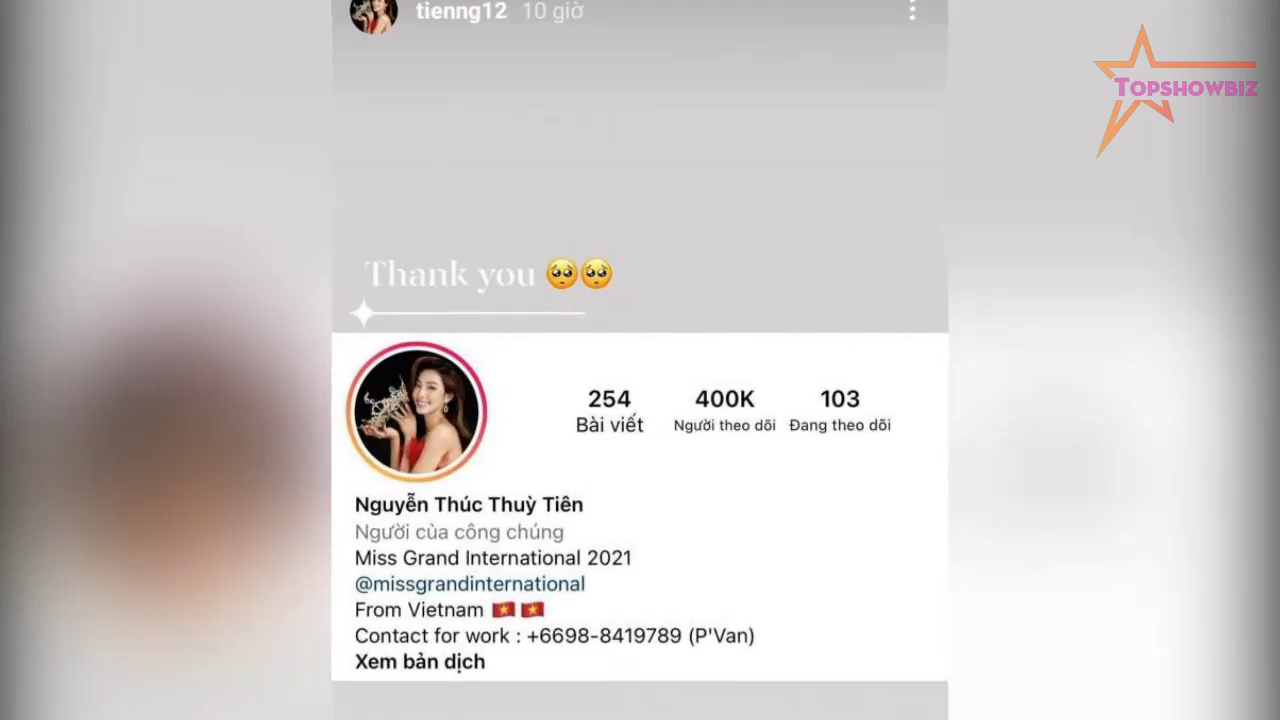 tienng12 10 giờ
TOPSHOWBIZ
Thank you 🥺🥺
254 400K 103
Bài viết Người theo dõi Đang theo dõi
Nguyễn Thúc Thuỳ Tiên
Người của công chúng
Miss Grand International 2021
@missgrandinternational
From Vietnam 🇻🇳 🇻🇳
Contact for work : +6698-8419789 (P'Van)
Xem bản dịch